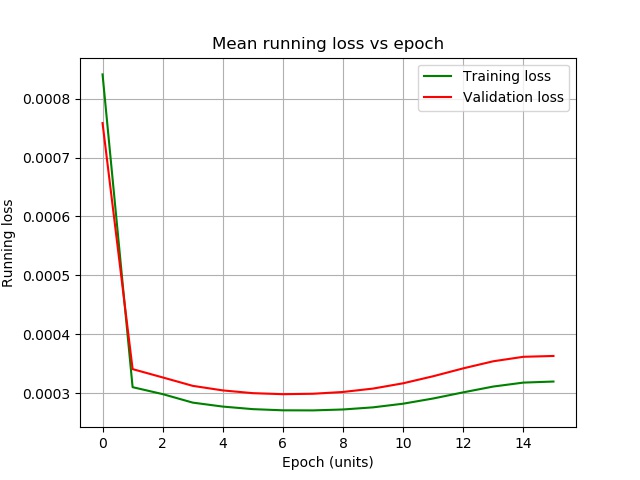 Mean running loss vs epoch
Training loss
Validation loss
0.0008
0.0007
0.0006
0.0005
0.0004
0.0003
Running loss
0 2 4 6 8 10 12 14
Epoch (units)